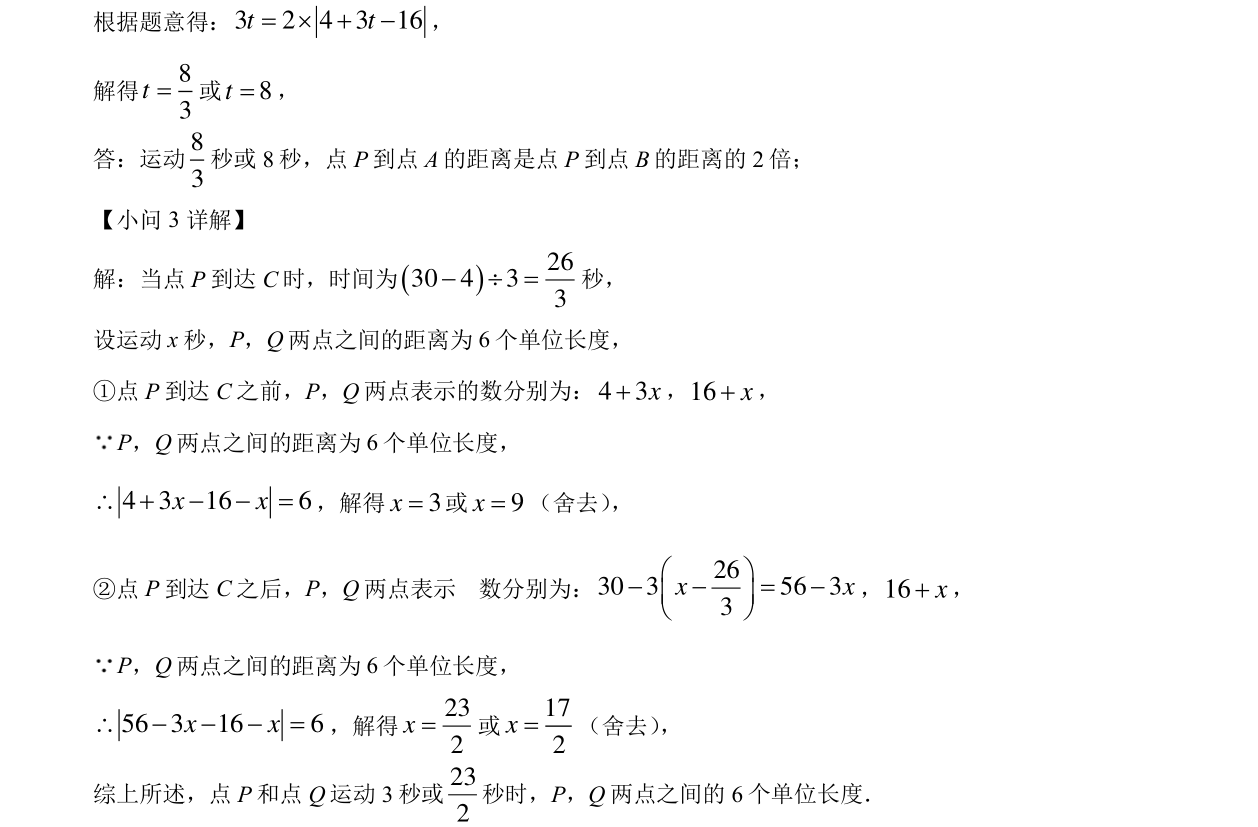 根据题意得：3t = 2×|4+3t−16|，
解得 t = 8/3 或 t = 8，
答：运动 8/3 秒或 8 秒，点 P 到点 A 的距离是点 P 到点 B 的距离的 2 倍；
【小问 3 详解】
解：当点 P 到达 C 时，时间为 (30−4)÷3 = 26/3 秒，
设运动 x 秒，P，Q 两点之间的距离为 6 个单位长度，
①点 P 到达 C 之前，P，Q 两点表示的数分别为：4+3x，16+x，
∵P，Q 两点之间的距离为 6 个单位长度，
∴|4+3x−16−x| = 6，解得 x = 3 或 x = 9（舍去），
②点 P 到达 C 之后，P，Q 两点表示 数分别为：30−3(x−26/3) = 56−3x，16+x，
∵P，Q 两点之间的距离为 6 个单位长度，
∴|56−3x−16−x| = 6，解得 x = 23/2 或 x = 17/2（舍去），
综上所述，点 P 和点 Q 运动 3 秒或 23/2 秒时，P，Q 两点之间的 6 个单位长度．